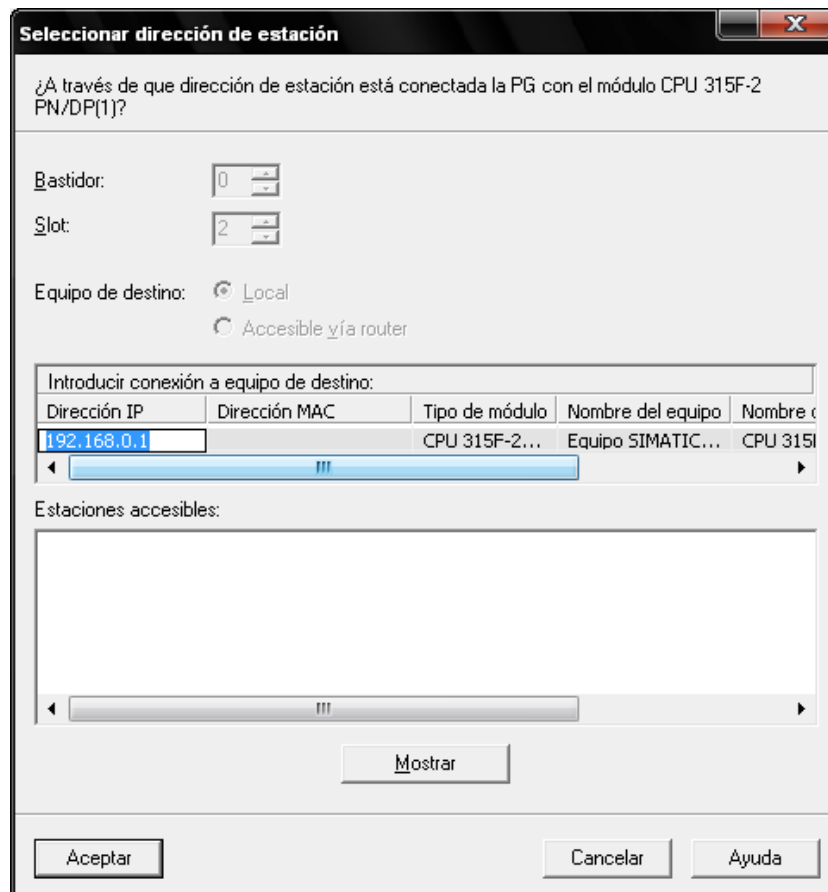 Seleccionar dirección de estación
¿A través de que dirección de estación está conectada la PG con el módulo CPU 315F-2
PN/DP(1)?
Bastidor: 0
Slot: 2
Equipo de destino: Local
Accesible vía router
Introducir conexión a equipo de destino:
Dirección IP Dirección MAC Tipo de módulo Nombre del equipo Nombre
192.168.0.1 CPU 315F-2... Equipo SIMATIC... CPU 315
Estaciones accesibles:
Mostrar
Aceptar Cancelar Ayuda